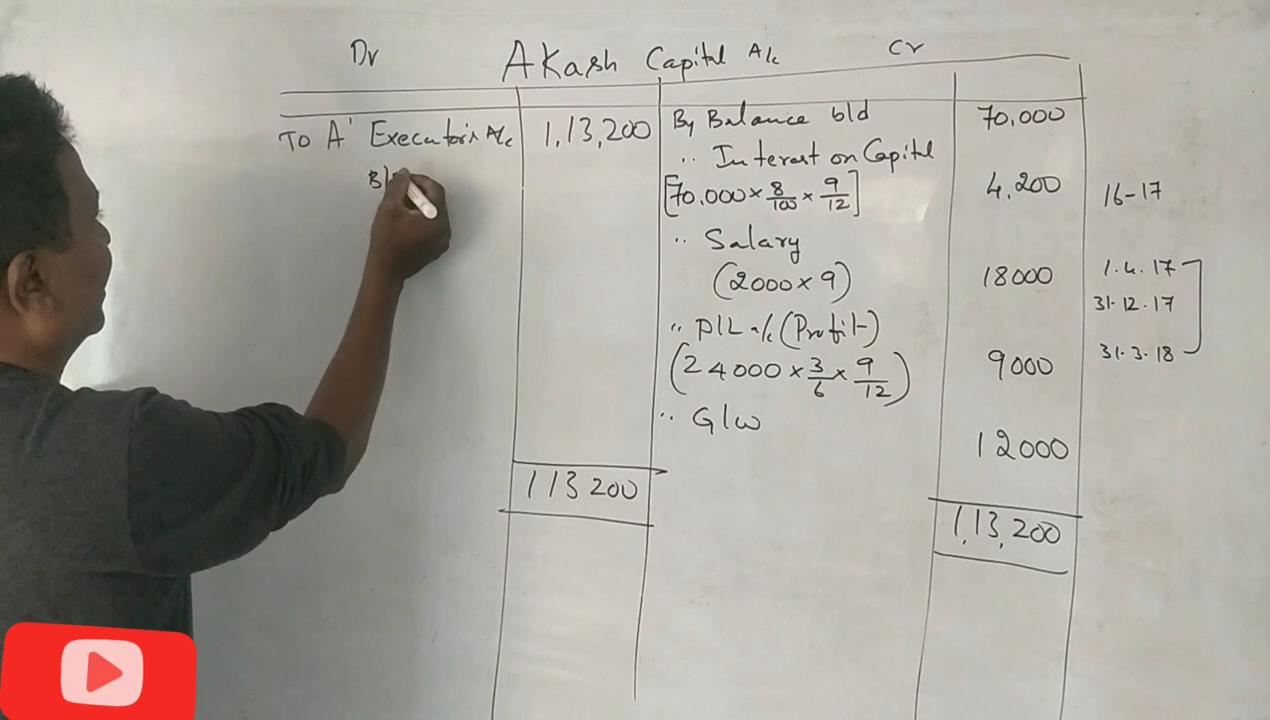 Dr Akash Capital A/c Cr
To A' Executor's A/c 1,13,200 By Balance b/d 70,000
" Interest on Capital
[70,000 × 8/100 × 9/12] 4,200 16-17
" Salary
(2000 × 9) 18000 1.4.17
31.12.17
" P/L a/c (Profit)
31.3.18
(24000 × 3/6 × 9/12) 9000
" G/w
12000
113200 1,13,200